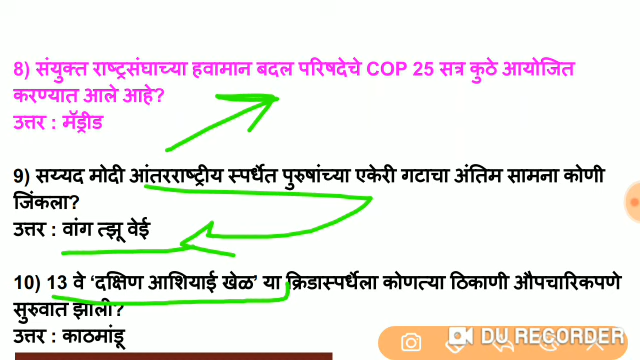 8) संयुक्त राष्ट्रसंघाच्या हवामान बदल परिषदेचे COP 25 सत्र कुठे आयोजित
करण्यात आले आहे?
उत्तर : मॅड्रीड
9) सय्यद मोदी आंतरराष्ट्रीय स्पर्धेत पुरुषांच्या एकेरी गटाचा अंतिम सामना कोणी
जिंकला?
उत्तर : वांग त्झू वेई
10) 13 वे ‘दक्षिण आशियाई खेळ’ या क्रिडास्पर्धेला कोणत्या ठिकाणी औपचारिकपणे
सुरुवात झाली?
उत्तर : काठमांडू
DU RECORDER